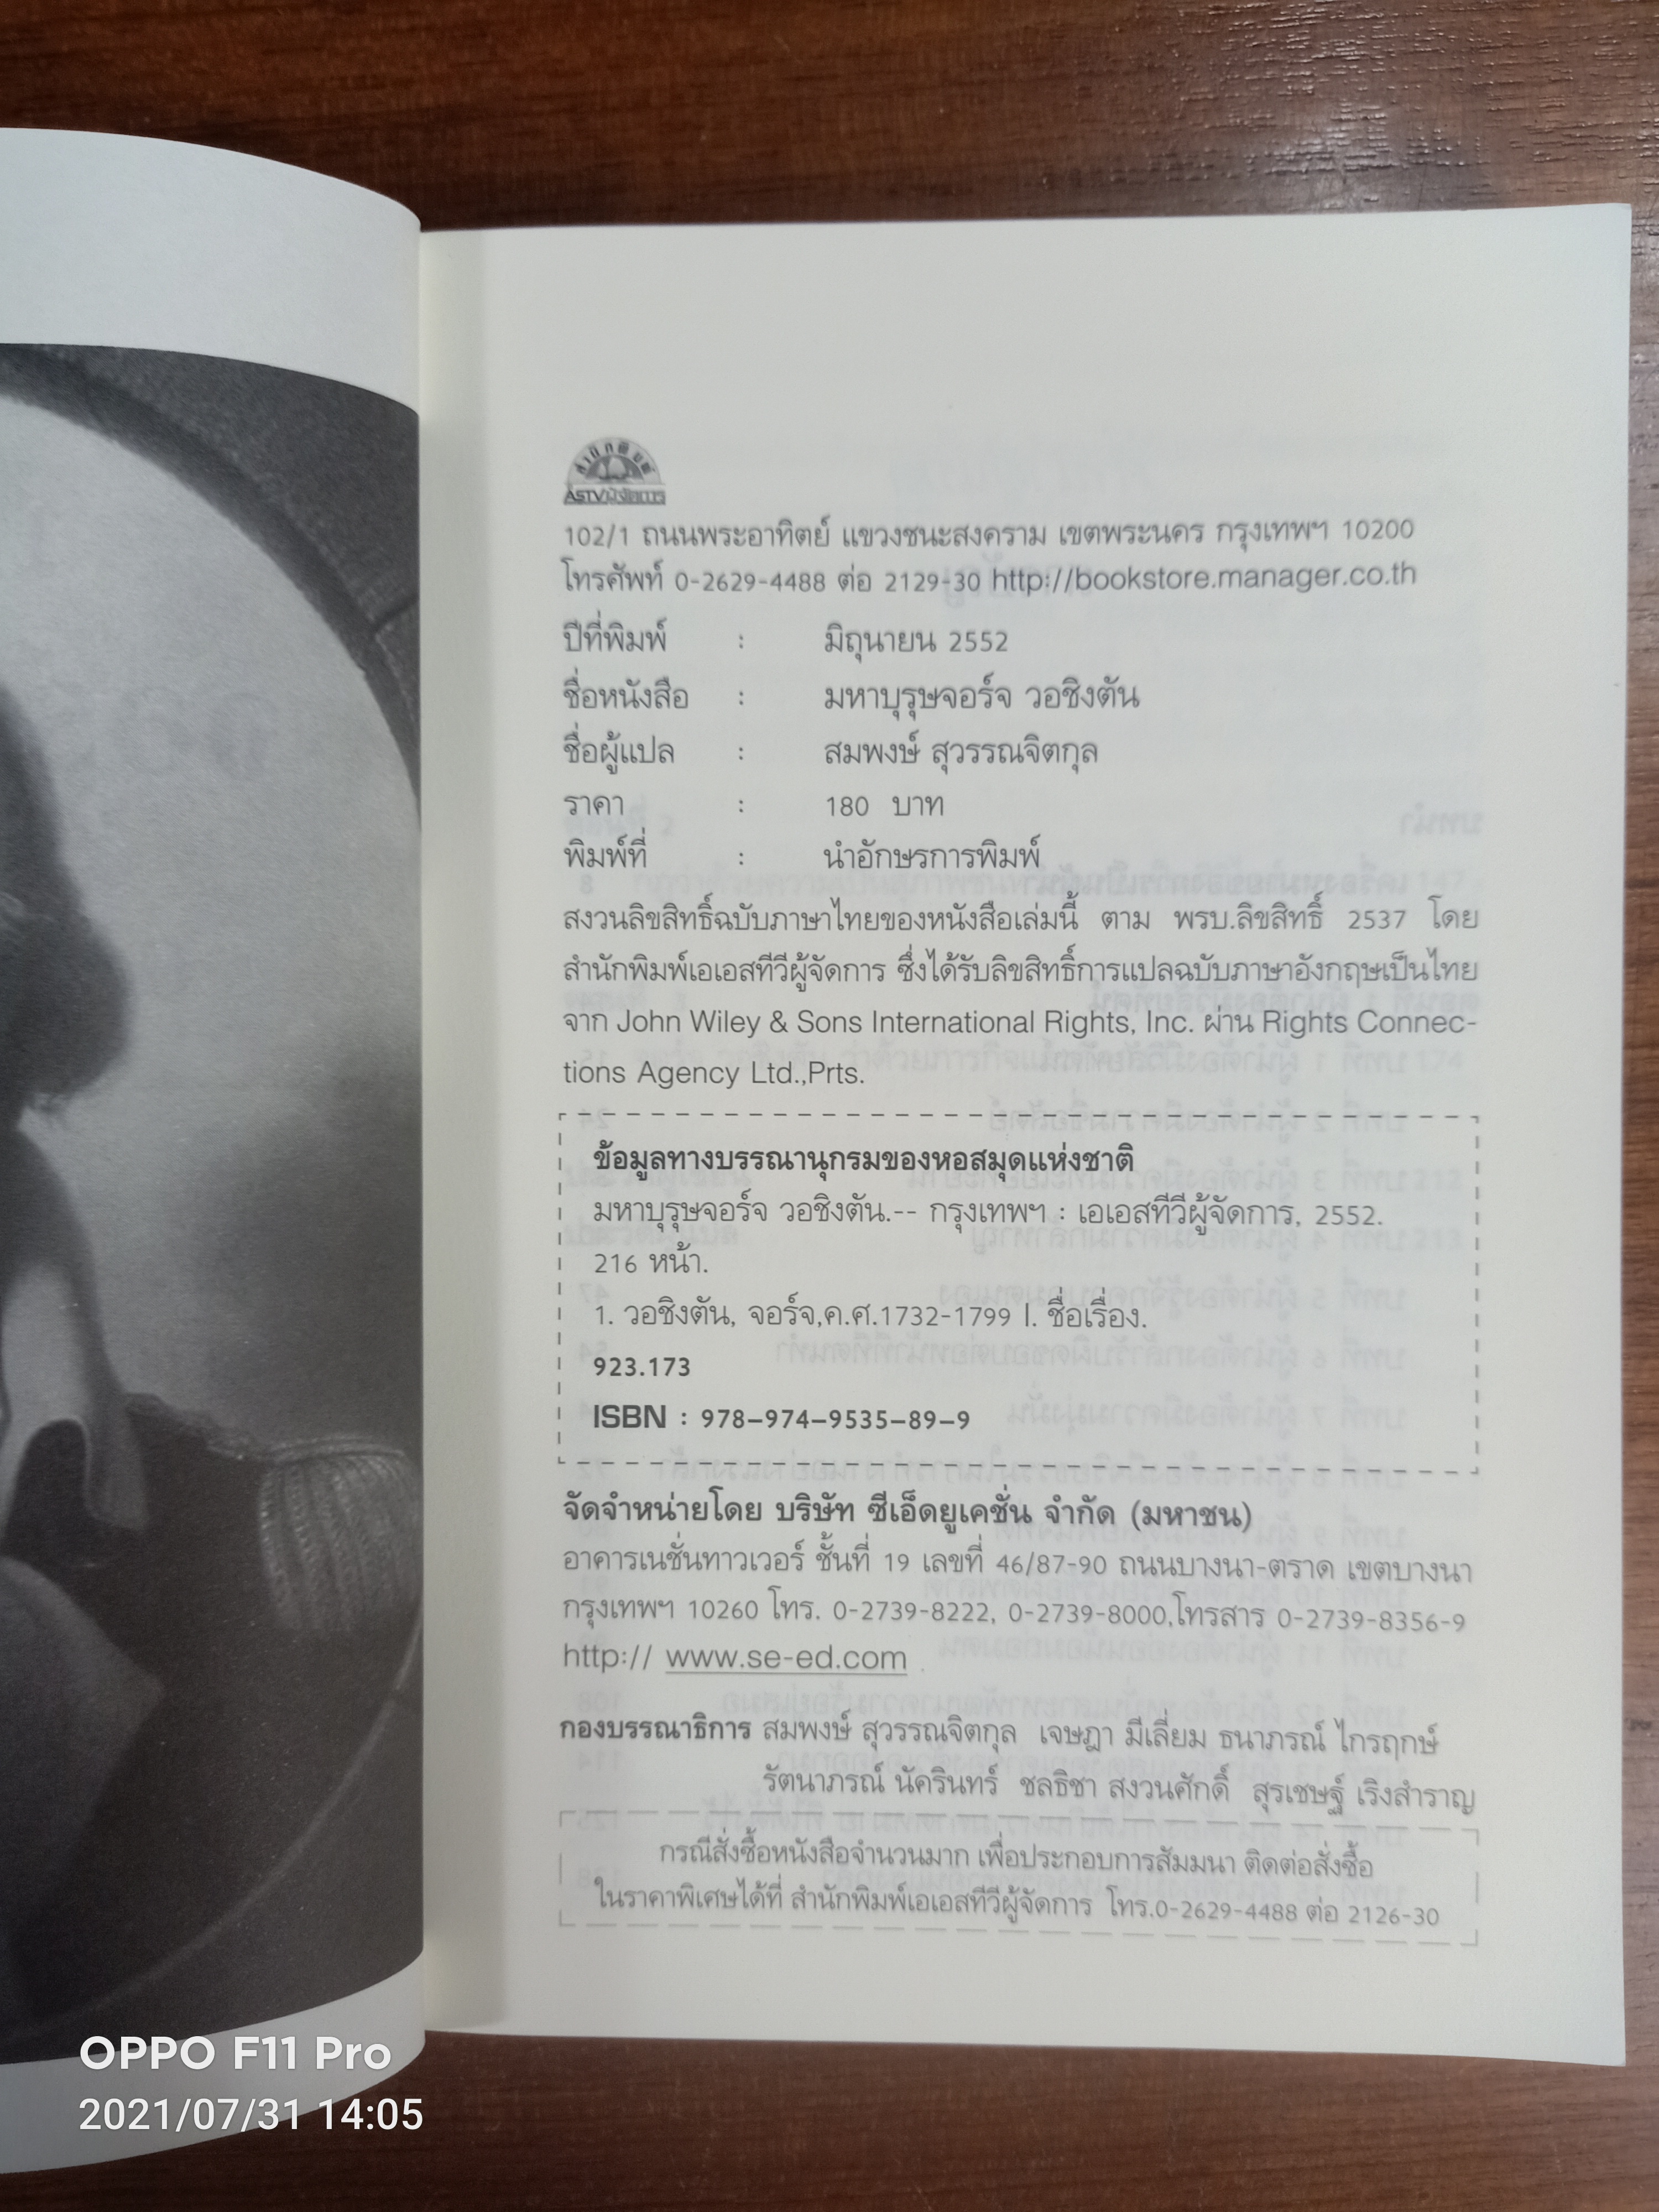 สำนักพิมพ์
ASTVผู้จัดการ
102/1 ถนนพระอาทิตย์ แขวงชนะสงคราม เขตพระนคร กรุงเทพฯ 10200
โทรศัพท์ 0-2629-4488 ต่อ 2129-30 http://bookstore.manager.co.th
ปีที่พิมพ์ : มิถุนายน 2552
ชื่อหนังสือ : มหาบุรุษจอร์จ วอชิงตัน
ชื่อผู้แปล : สมพงษ์ สุวรรณจิตกุล
ราคา : 180 บาท
พิมพ์ที่ : นำอักษรการพิมพ์
สงวนลิขสิทธิ์ฉบับภาษาไทยของหนังสือเล่มนี้ ตาม พรบ.ลิขสิทธิ์ 2537 โดย
สำนักพิมพ์เอเอสทีวีผู้จัดการ ซึ่งได้รับลิขสิทธิ์การแปลฉบับภาษาอังกฤษเป็นไทย
จาก John Wiley & Sons International Rights, Inc. ผ่าน Rights Connec-
tions Agency Ltd.,Prts.
ข้อมูลทางบรรณานุกรมของหอสมุดแห่งชาติ
มหาบุรุษจอร์จ วอชิงตัน.-- กรุงเทพฯ : เอเอสทีวีผู้จัดการ, 2552.
216 หน้า.
1. วอชิงตัน, จอร์จ,ค.ศ.1732-1799 I. ชื่อเรื่อง.
923.173
ISBN : 978-974-9535-89-9
จัดจำหน่ายโดย บริษัท ซีเอ็ดยูเคชั่น จำกัด (มหาชน)
อาคารเนชั่นทาวเวอร์ ชั้นที่ 19 เลขที่ 46/87-90 ถนนบางนา-ตราด เขตบางนา
กรุงเทพฯ 10260 โทร. 0-2739-8222, 0-2739-8000,โทรสาร 0-2739-8356-9
http:// www.se-ed.com
กองบรรณาธิการ สมพงษ์ สุวรรณจิตกุล เจษฎา มีเลี่ยม ธนาภรณ์ ไกรฤกษ์
รัตนาภรณ์ นัครินทร์ ชลธิชา สงวนศักดิ์ สุรเชษฐ์ เริงสำราญ
กรณีสั่งซื้อหนังสือจำนวนมาก เพื่อประกอบการสัมมนา ติดต่อสั่งซื้อ
ในราคาพิเศษได้ที่ สำนักพิมพ์เอเอสทีวีผู้จัดการ โทร.0-2629-4488 ต่อ 2126-30
OPPO F11 Pro
2021/07/31 14:05